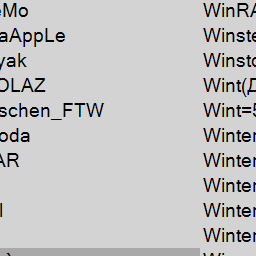 eMo WinRA
aAppLe Winste
yak Winsto
OLAZ Wint(Д
schen_FTW Wint=5
oda Winter
AR Winter
Winter
l Winter
Winter